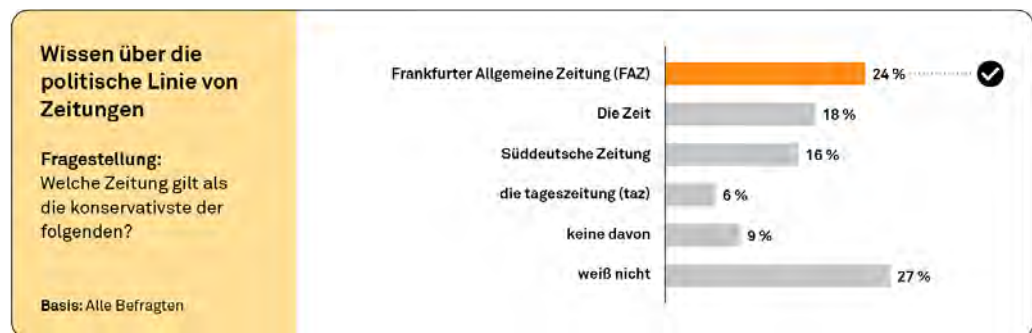 Wissen über die
politische Linie von
Zeitungen
Fragestellung:
Welche Zeitung gilt als
die konservativste der
folgenden?
Basis: Alle Befragten
Frankfurter Allgemeine Zeitung (FAZ) 24 %
Die Zeit 18 %
Süddeutsche Zeitung 16 %
die tageszeitung (taz) 6 %
keine davon 9 %
weiß nicht 27 %